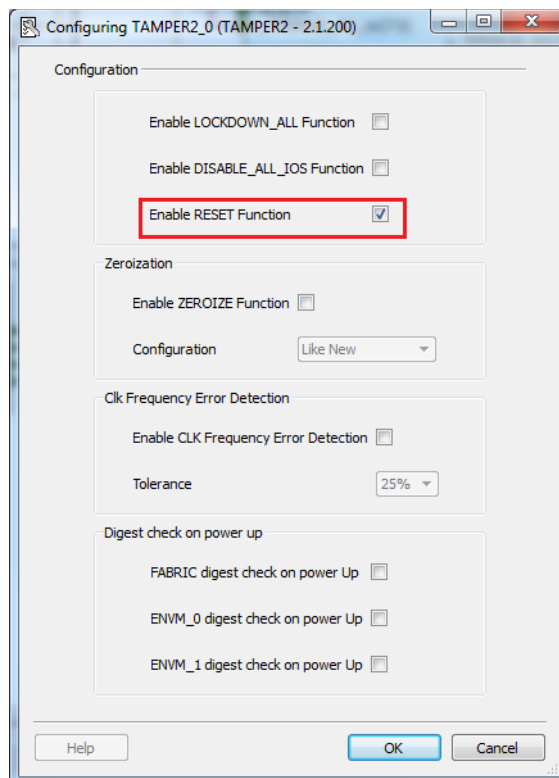 Configuring TAMPER2_0 (TAMPER2 - 2.1.200)
Configuration
Enable LOCKDOWN_ALL Function
Enable DISABLE_ALL_IOS Function
Enable RESET Function
Zeroization
Enable ZEROIZE Function
Configuration Like New
Clk Frequency Error Detection
Enable CLK Frequency Error Detection
Tolerance 25%
Digest check on power up
FABRIC digest check on power Up
ENVM_0 digest check on power Up
ENVM_1 digest check on power Up
Help OK Cancel